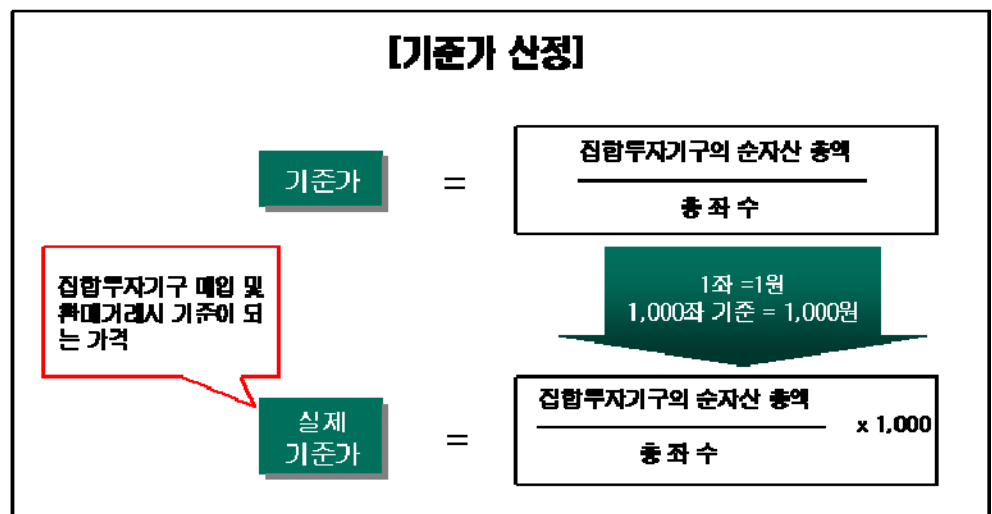 [기준가 산정]
기준가
=
집합투자기구의 순자산 총액
총 좌 수
집합투자기구 매입 및
환매거래시 기준이 되
는 가격
1좌 =1원
1,000좌 기준 = 1,000원
실제
기준가
=
집합투자기구의 순자산 총액
총 좌 수
x 1,000